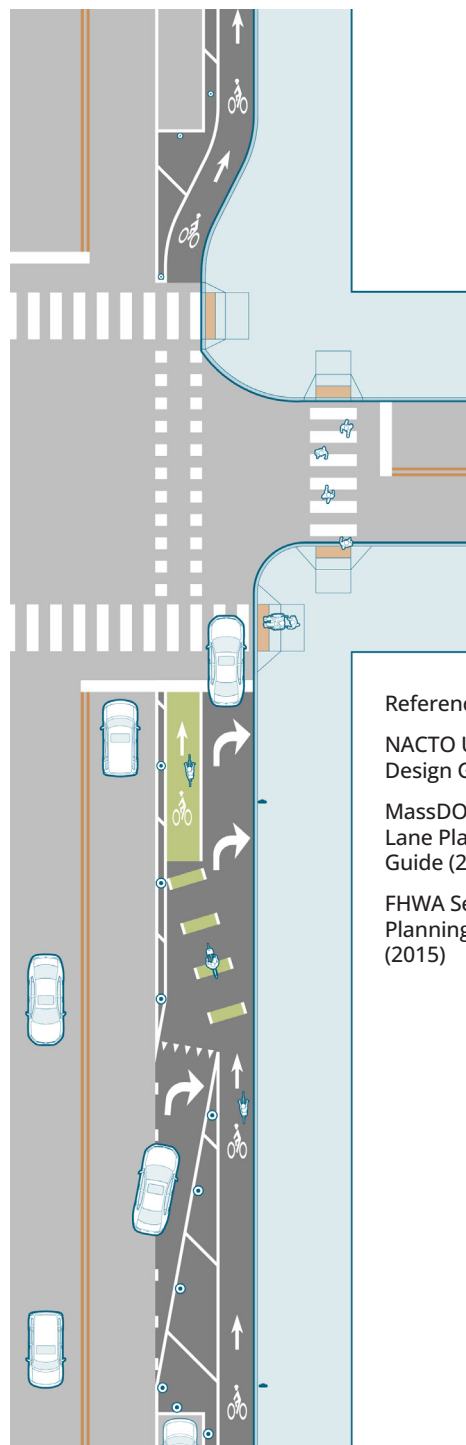 Referenc
NACTO U
Design G
MassDO
Lane Pla
Guide (2
FHWA Se
Planning
(2015)